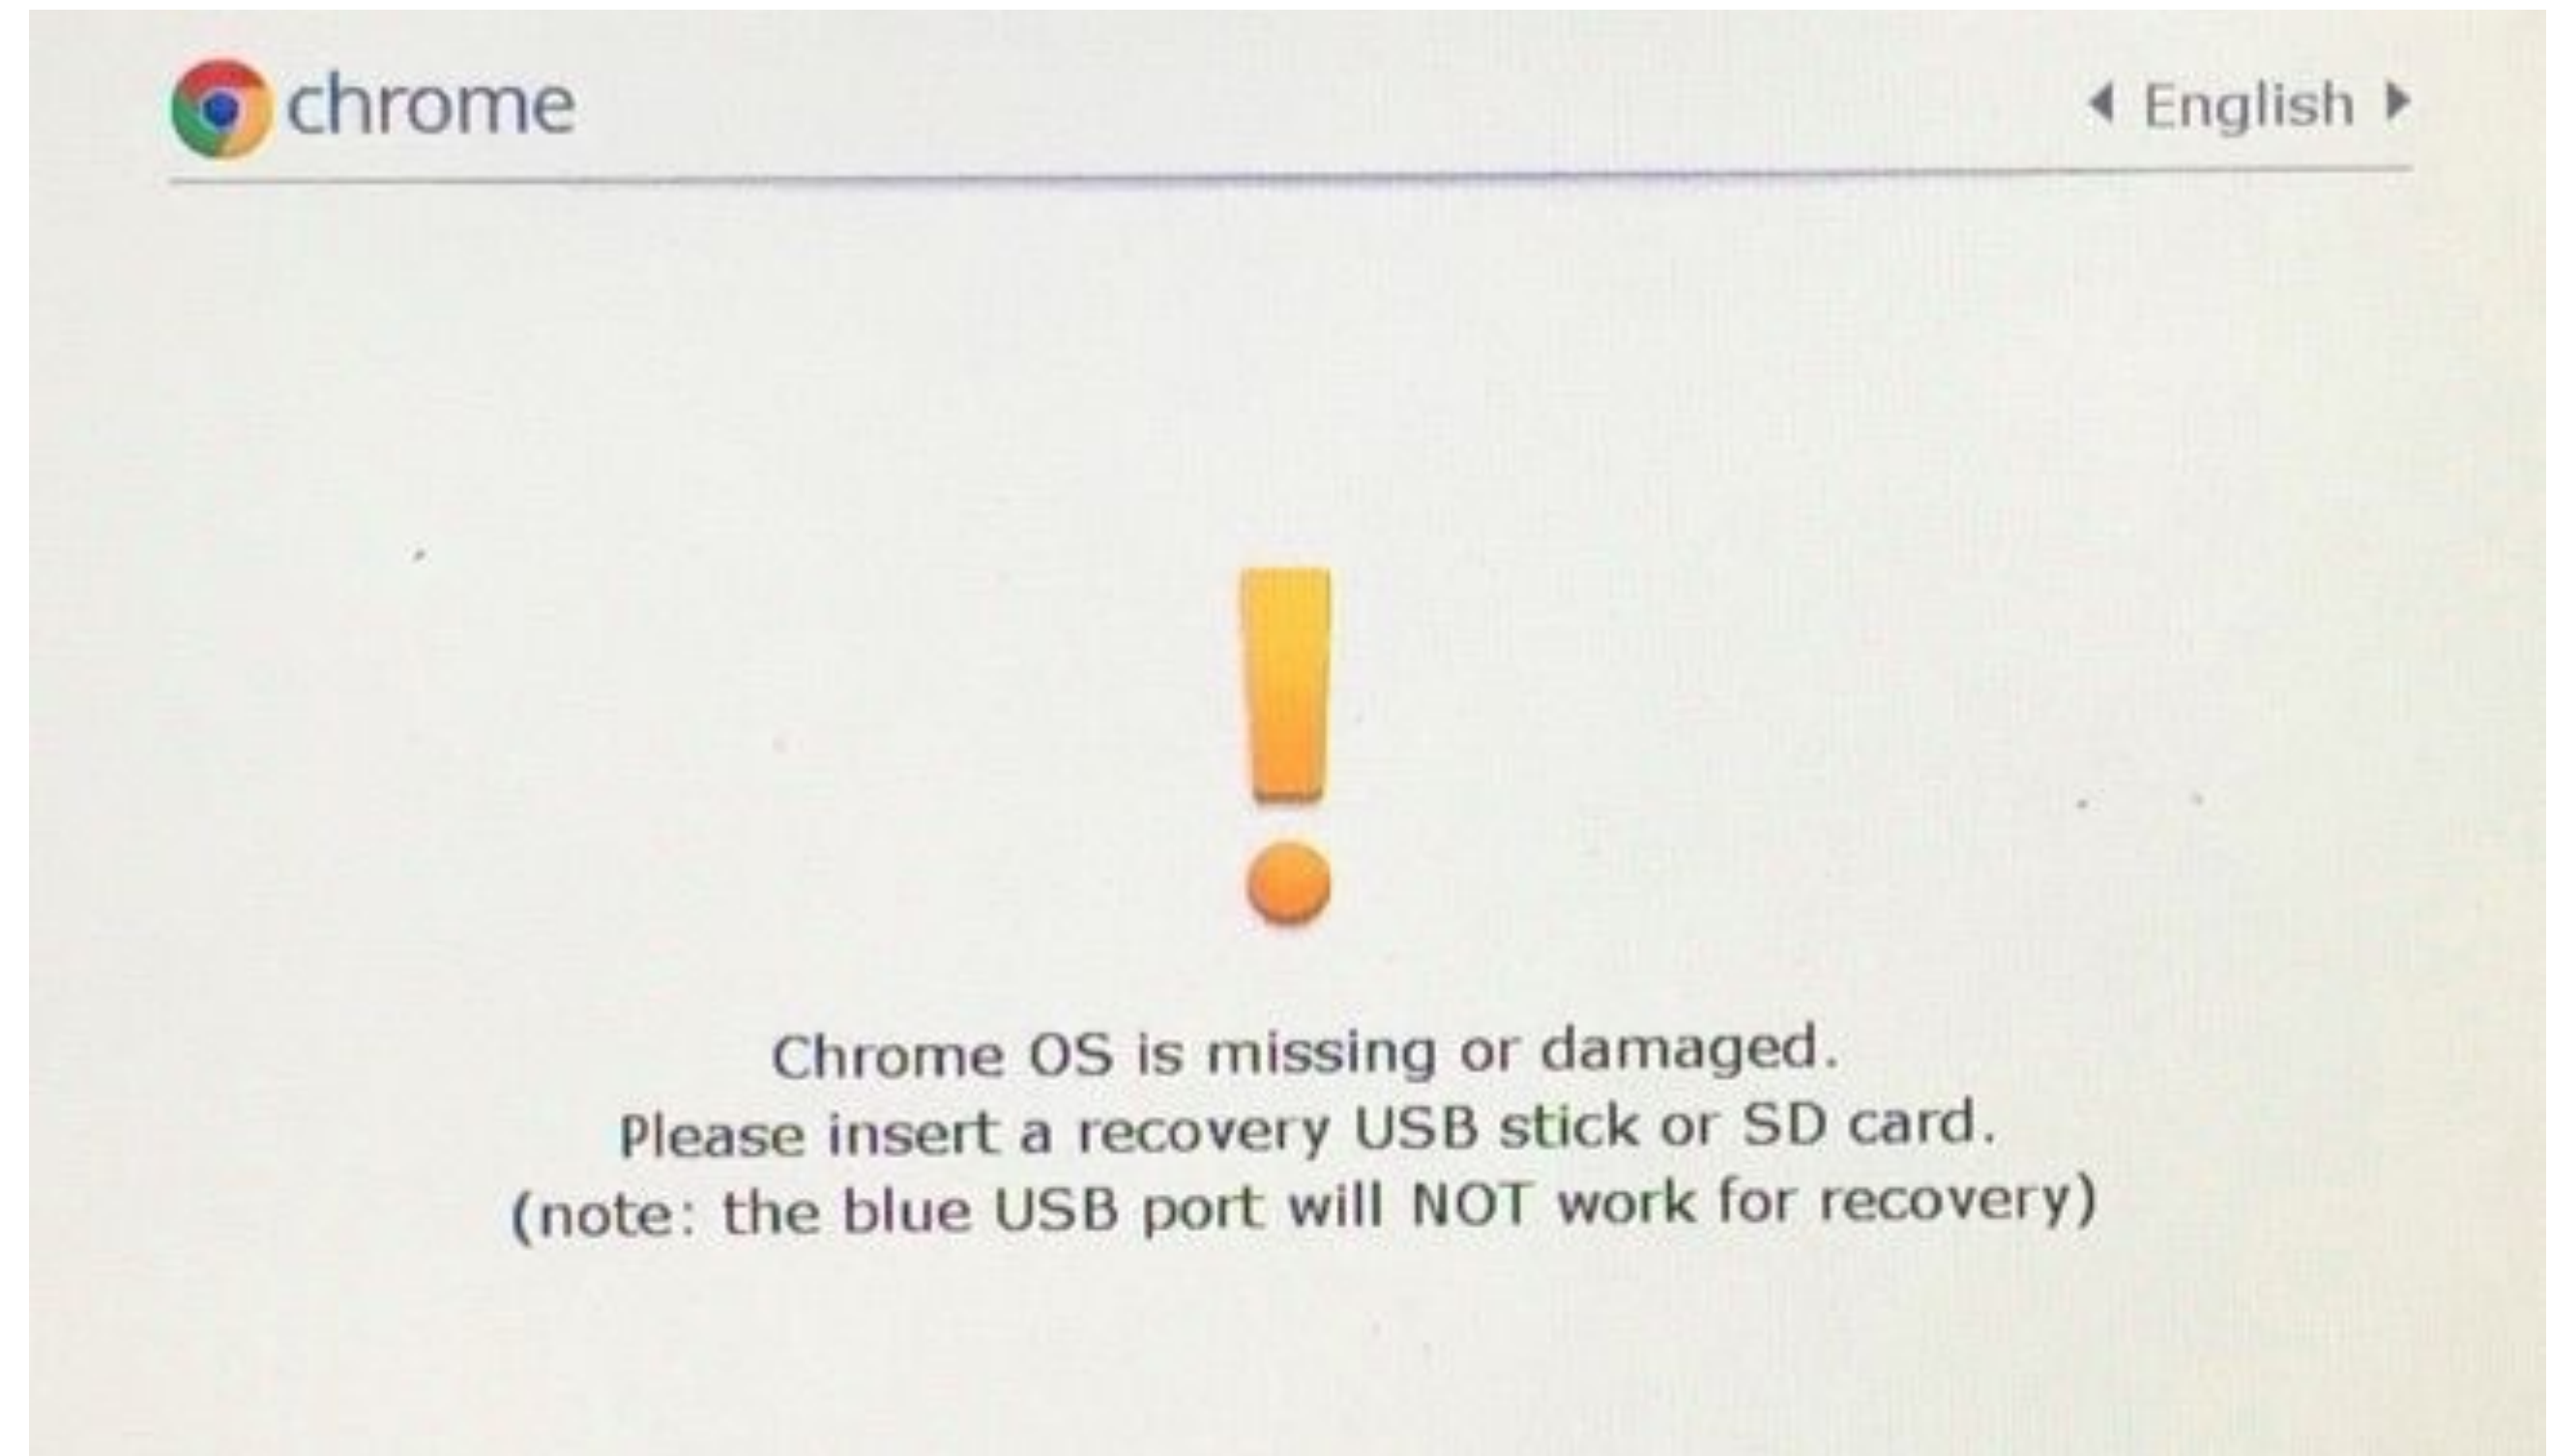 chrome
◀ English ▶
Chrome OS is missing or damaged.
Please insert a recovery USB stick or SD card.
(note: the blue USB port will NOT work for recovery)